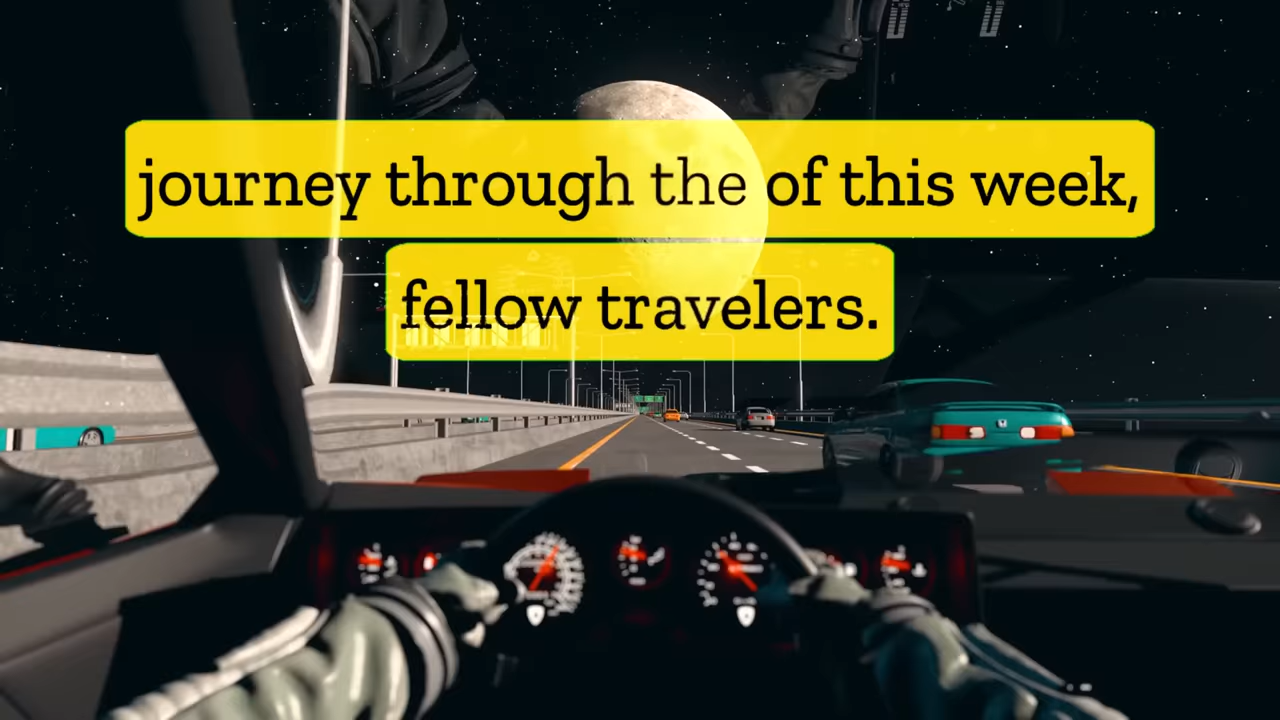 journey through the of this week,
fellow travelers.